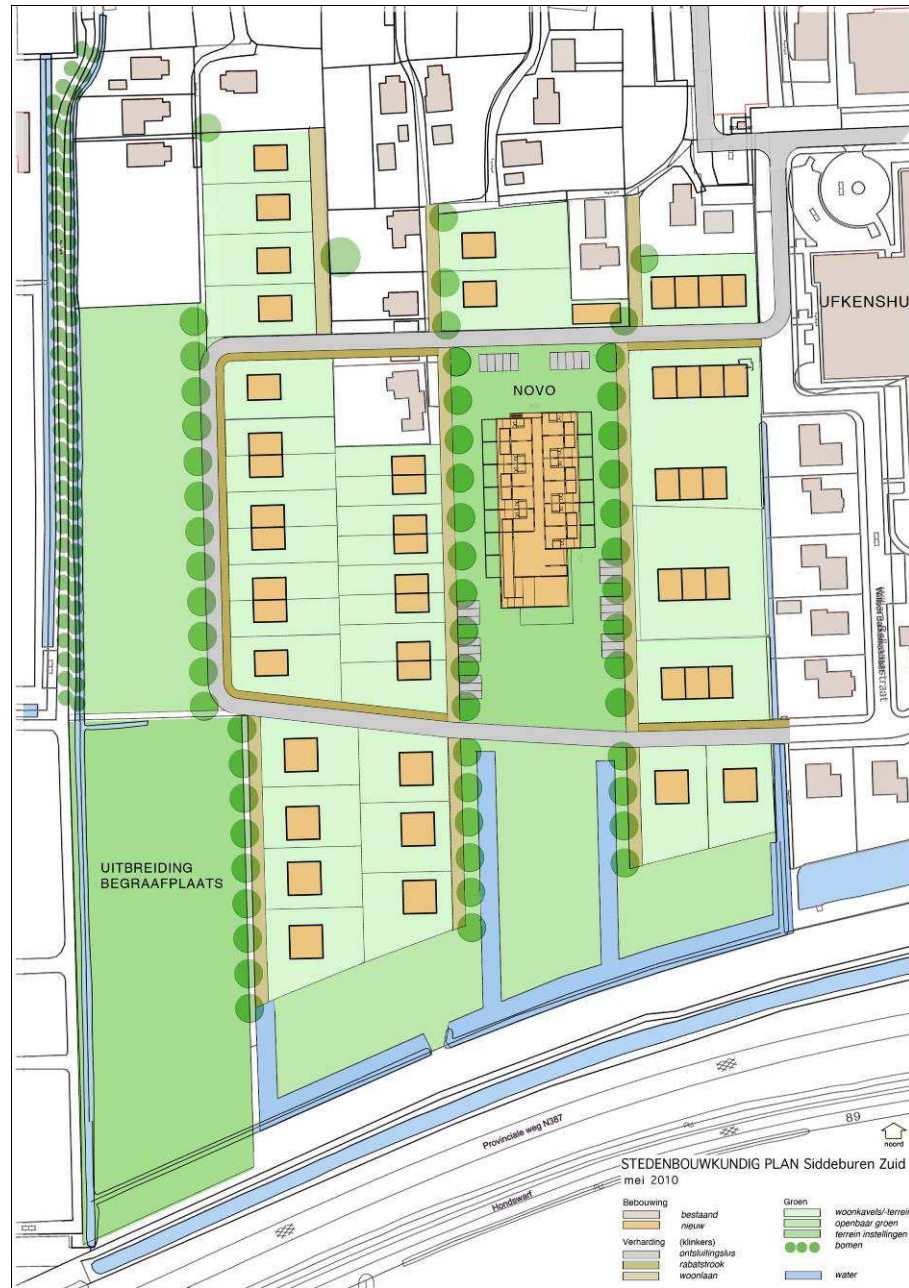 UFKENSHU
NOVO
UITBREIDING
BEGRAAFPLAATS
Provinciale weg N387
Hondswarf
89
noord
STEDENBOUWKUNDIG PLAN Siddeburen Zuid
mei 2010
Bebouwing
bestaand
nieuw
Verharding (klinkers)
ontsluitingslus
rabatstrook
woonlaan
Groen
woonkavels/-terrein
openbaar groen
terrein instellingen
bomen
water